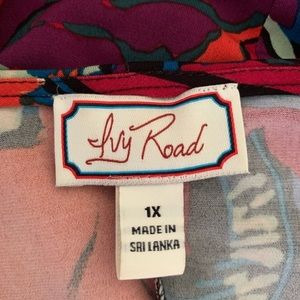 Ivy Road
1X
MADE IN
SRI LANKA